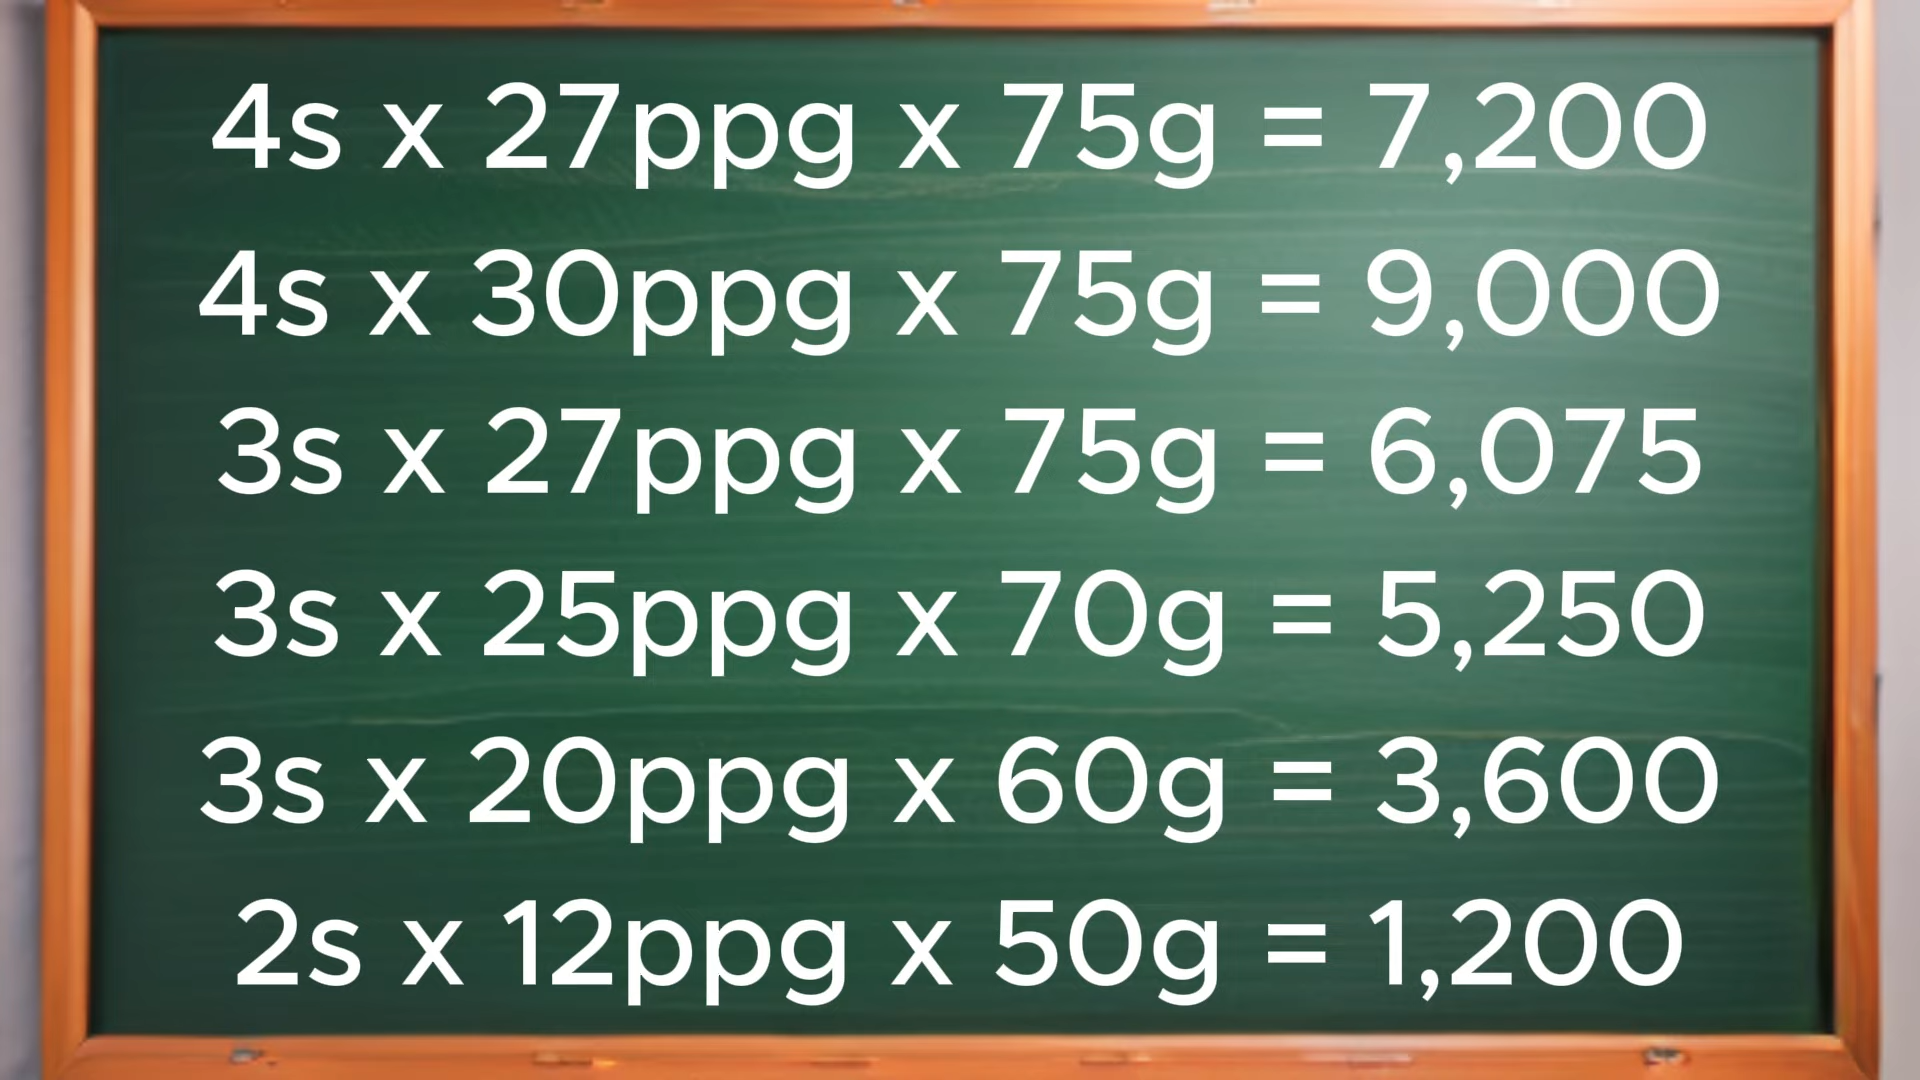 4s x 27ppg x 75g = 7,200
4s x 30ppg x 75g = 9,000
3s x 27ppg x 75g = 6,075
3s x 25ppg x 70g = 5,250
3s x 20ppg x 60g = 3,600
2s x 12ppg x 50g = 1,200